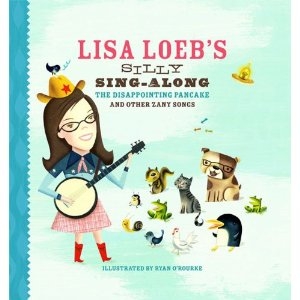 LISA LOEB'S
SILLY
SING-ALONG
THE DISAPPOINTING PANCAKE
AND OTHER ZANY SONGS
ILLUSTRATED BY RYAN O'ROURKE